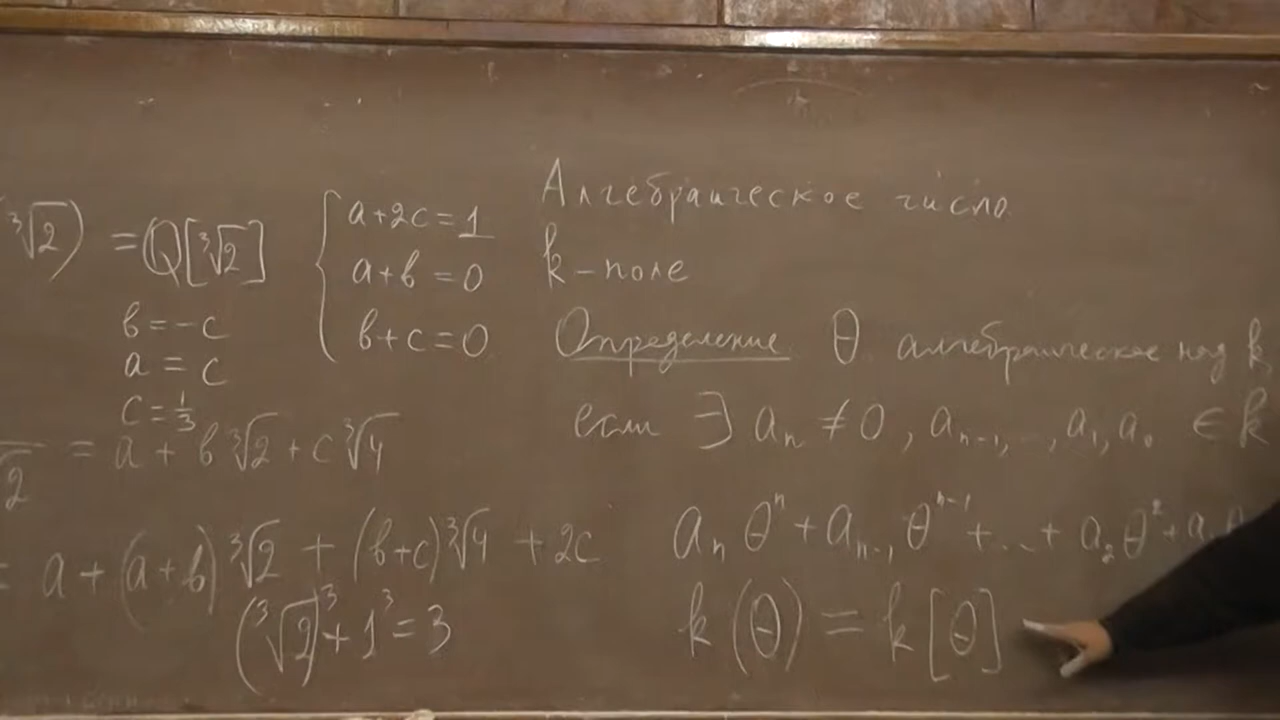 ∛2) = ℚ[∛2]
b = -c
a = c
c = 1/3
= a + b∛2 + c∛4
= a + (a+b)∛2 + (b+c)∛4 + 2c
(∛2)³ + 1³ = 3
a+2c=1
a+b=0
b+c=0
Алгебраическое число
k-поле
Определение θ алгебраическое над k
если ∃ aₙ ≠ 0, aₙ₋₁, ..., a₁, a₀ ∈ k
aₙθⁿ + aₙ₋₁θⁿ⁻¹ + ... + a₂θ² + a₁
k(θ) = k[θ]